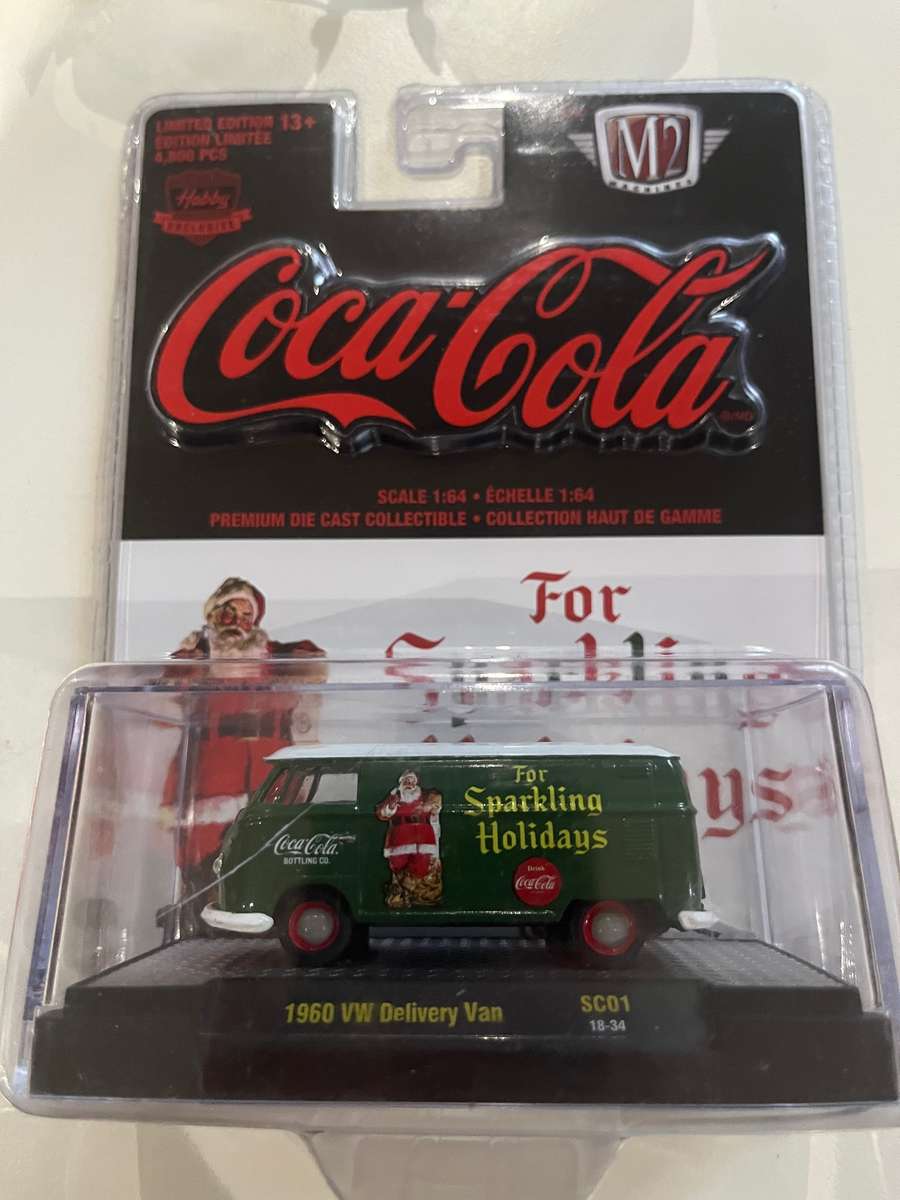 LIMITED EDITION 13+
ÉDITION LIMITÉE
4,800 PCS
Hobby
EXCLUSIVE
M2
MACHINES
Coca-Cola
SCALE 1:64 • ÉCHELLE 1:64
PREMIUM DIE CAST COLLECTIBLE • COLLECTION HAUT DE GAMME
For
Sparkling
Holidays
For
Sparkling
Holidays
Coca-Cola
BOTTLING CO.
Drink
Coca-Cola
1960 VW Delivery Van
SC01
18-34